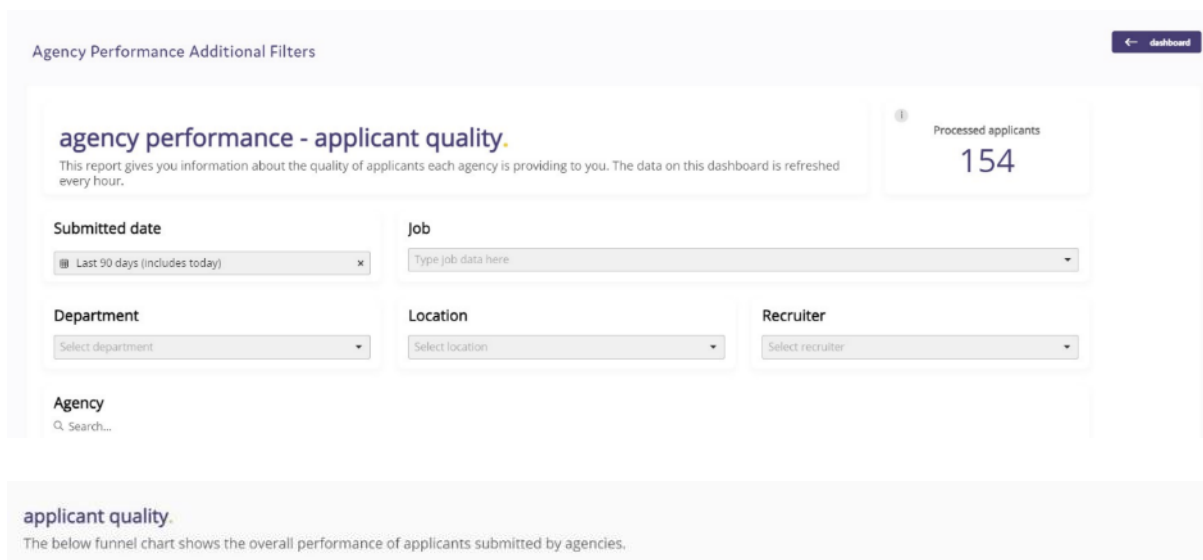 Agency Performance Additional Filters
← dashboard
agency performance - applicant quality.
This report gives you information about the quality of applicants each agency is providing to you. The data on this dashboard is refreshed
every hour.
Processed applicants
154
Submitted date
Last 90 days (includes today) ×
Job
Type job data here
Department
Select department
Location
Select location
Recruiter
Select recruiter
Agency
Search...
applicant quality.
The below funnel chart shows the overall performance of applicants submitted by agencies.